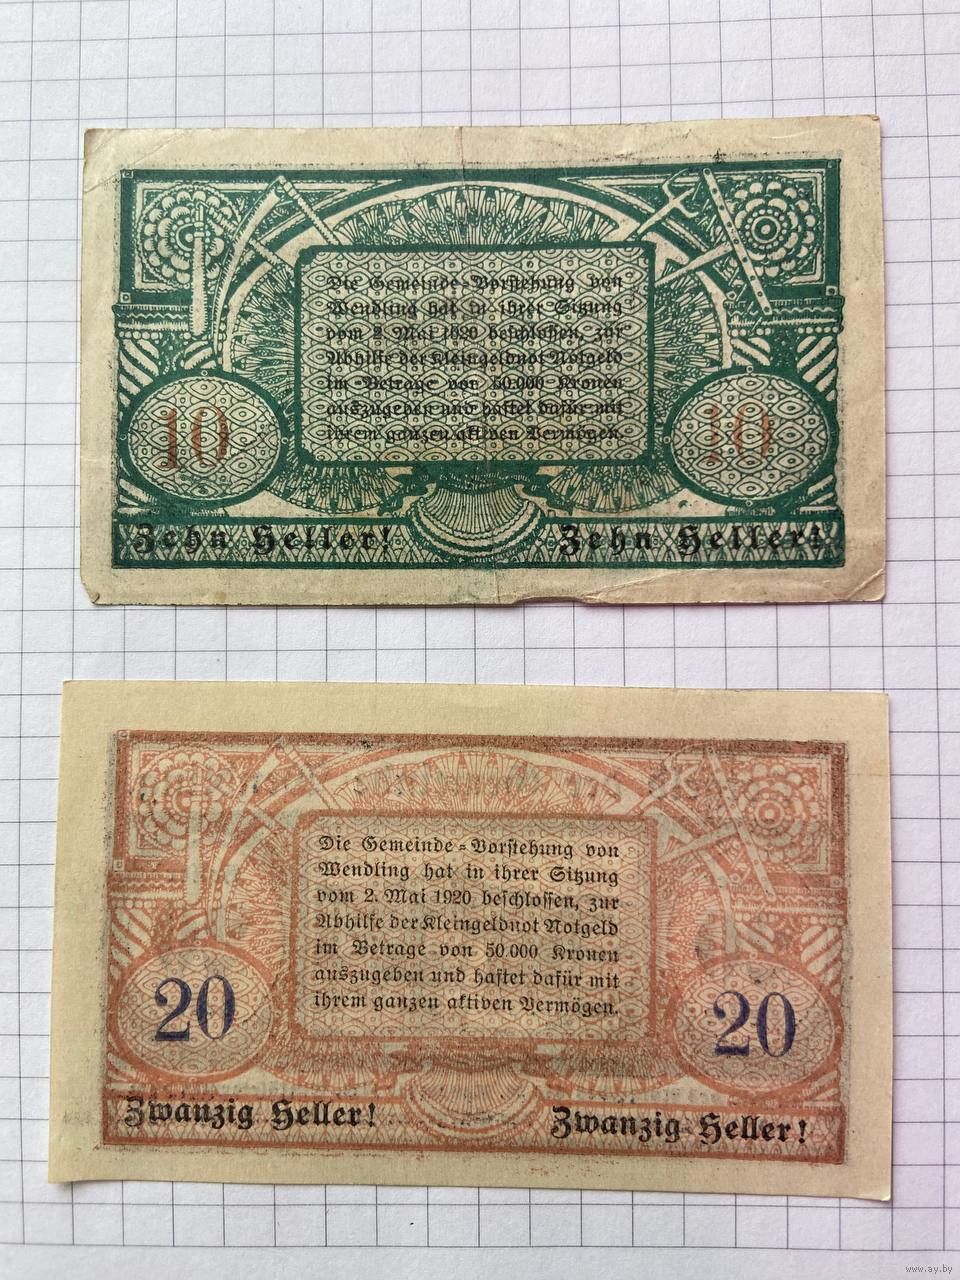 Die Gemeinde=Vorstehung von
Wendling hat in ihrer Sitzung
vom 2. Mai 1920 beschlossen, zur
Abhilfe der Kleingeldnot Notgeld
im Betrage von 50.000 Kronen
auszugeben und haftet dafür mit
ihrem ganzen aktiven Vermögen.
10 10
Zehn Heller! Zehn Heller!
Die Gemeinde=Vorstehung von
Wendling hat in ihrer Sitzung
vom 2. Mai 1920 beschlossen, zur
Abhilfe der Kleingeldnot Notgeld
im Betrage von 50.000 Kronen
auszugeben und haftet dafür mit
ihrem ganzen aktiven Vermögen.
20 20
Zwanzig Heller! Zwanzig Heller!
www.ay.by